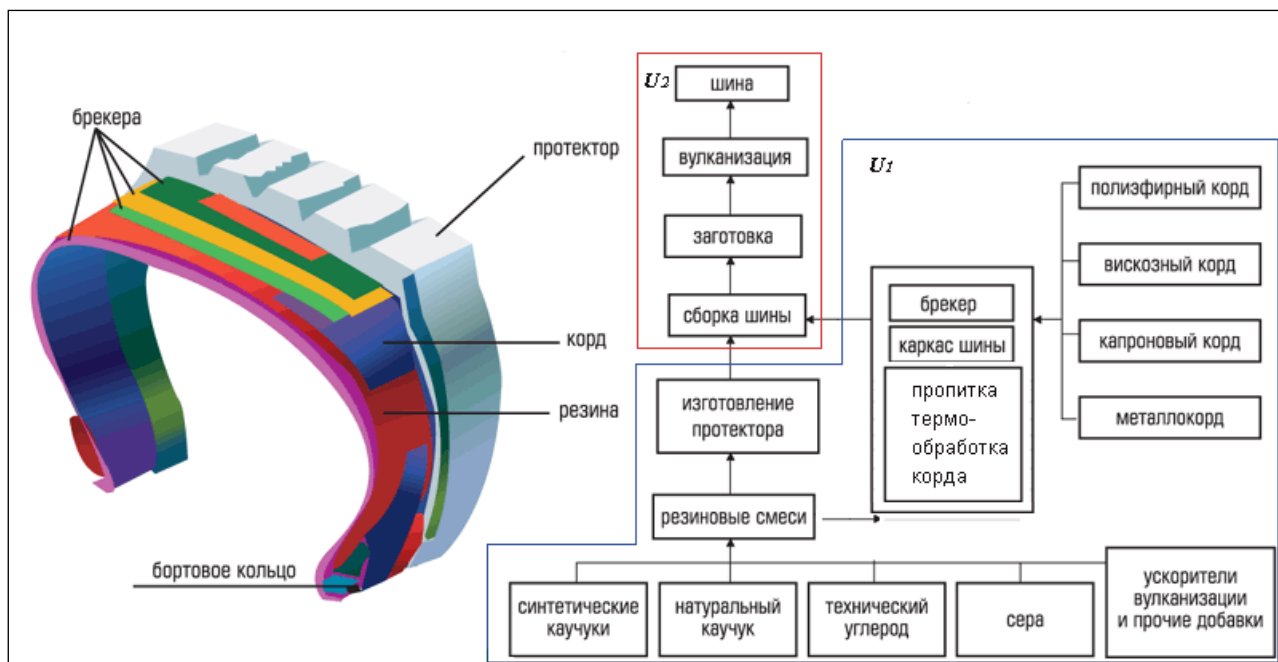 брекера
протектор
корд
резина
бортовое кольцо
U2
шина
вулканизация
заготовка
сборка шины
U1
полиэфирный корд
вискозный корд
капроновый корд
металлокорд
брекер
каркас шины
пропитка
термо-
обработка
корда
изготовление
протектора
резиновые смеси
синтетические
каучуки
натуральный
каучук
технический
углерод
сера
ускорители
вулканизации
и прочие добавки